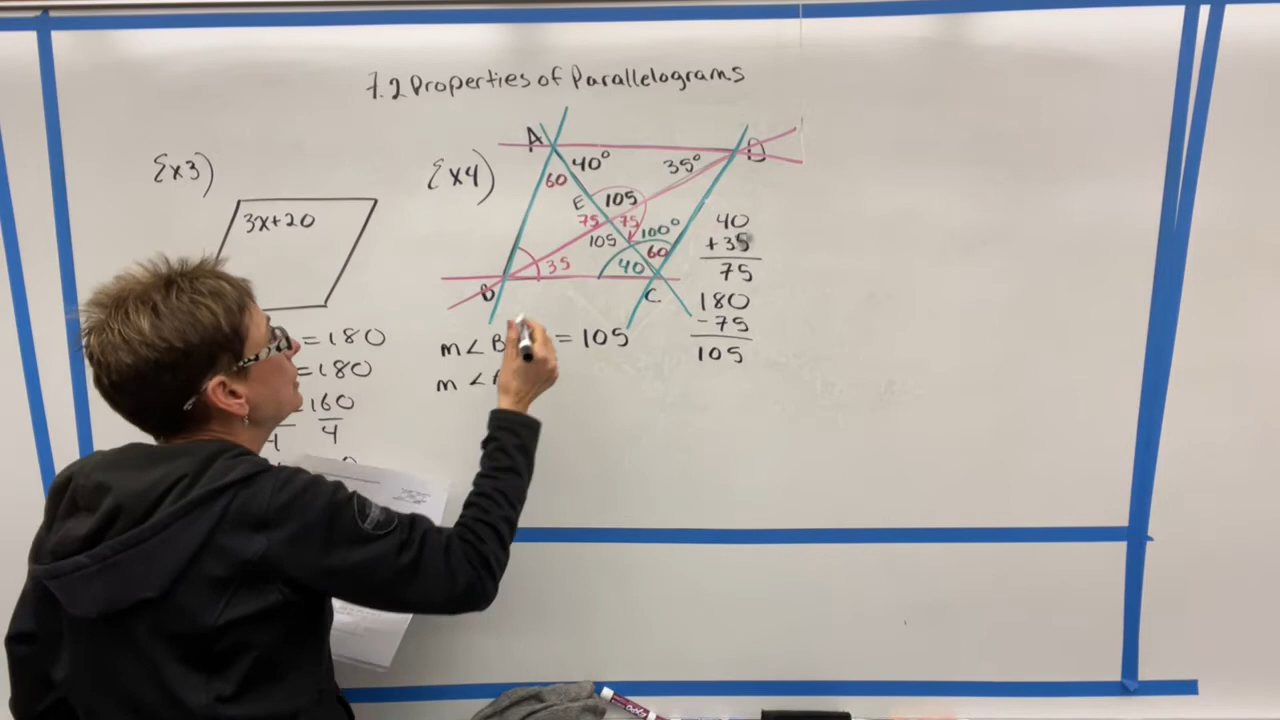 7.2 Properties of Parallelograms
Ex3)
3x+20
= 180
= 180
160
4
4
Ex4)
A
D
40°
35°
60
E
105
75
75
100°
105
60
35
40
B
C
40
+35
75
180
-75
105
m∠B = 105
m∠